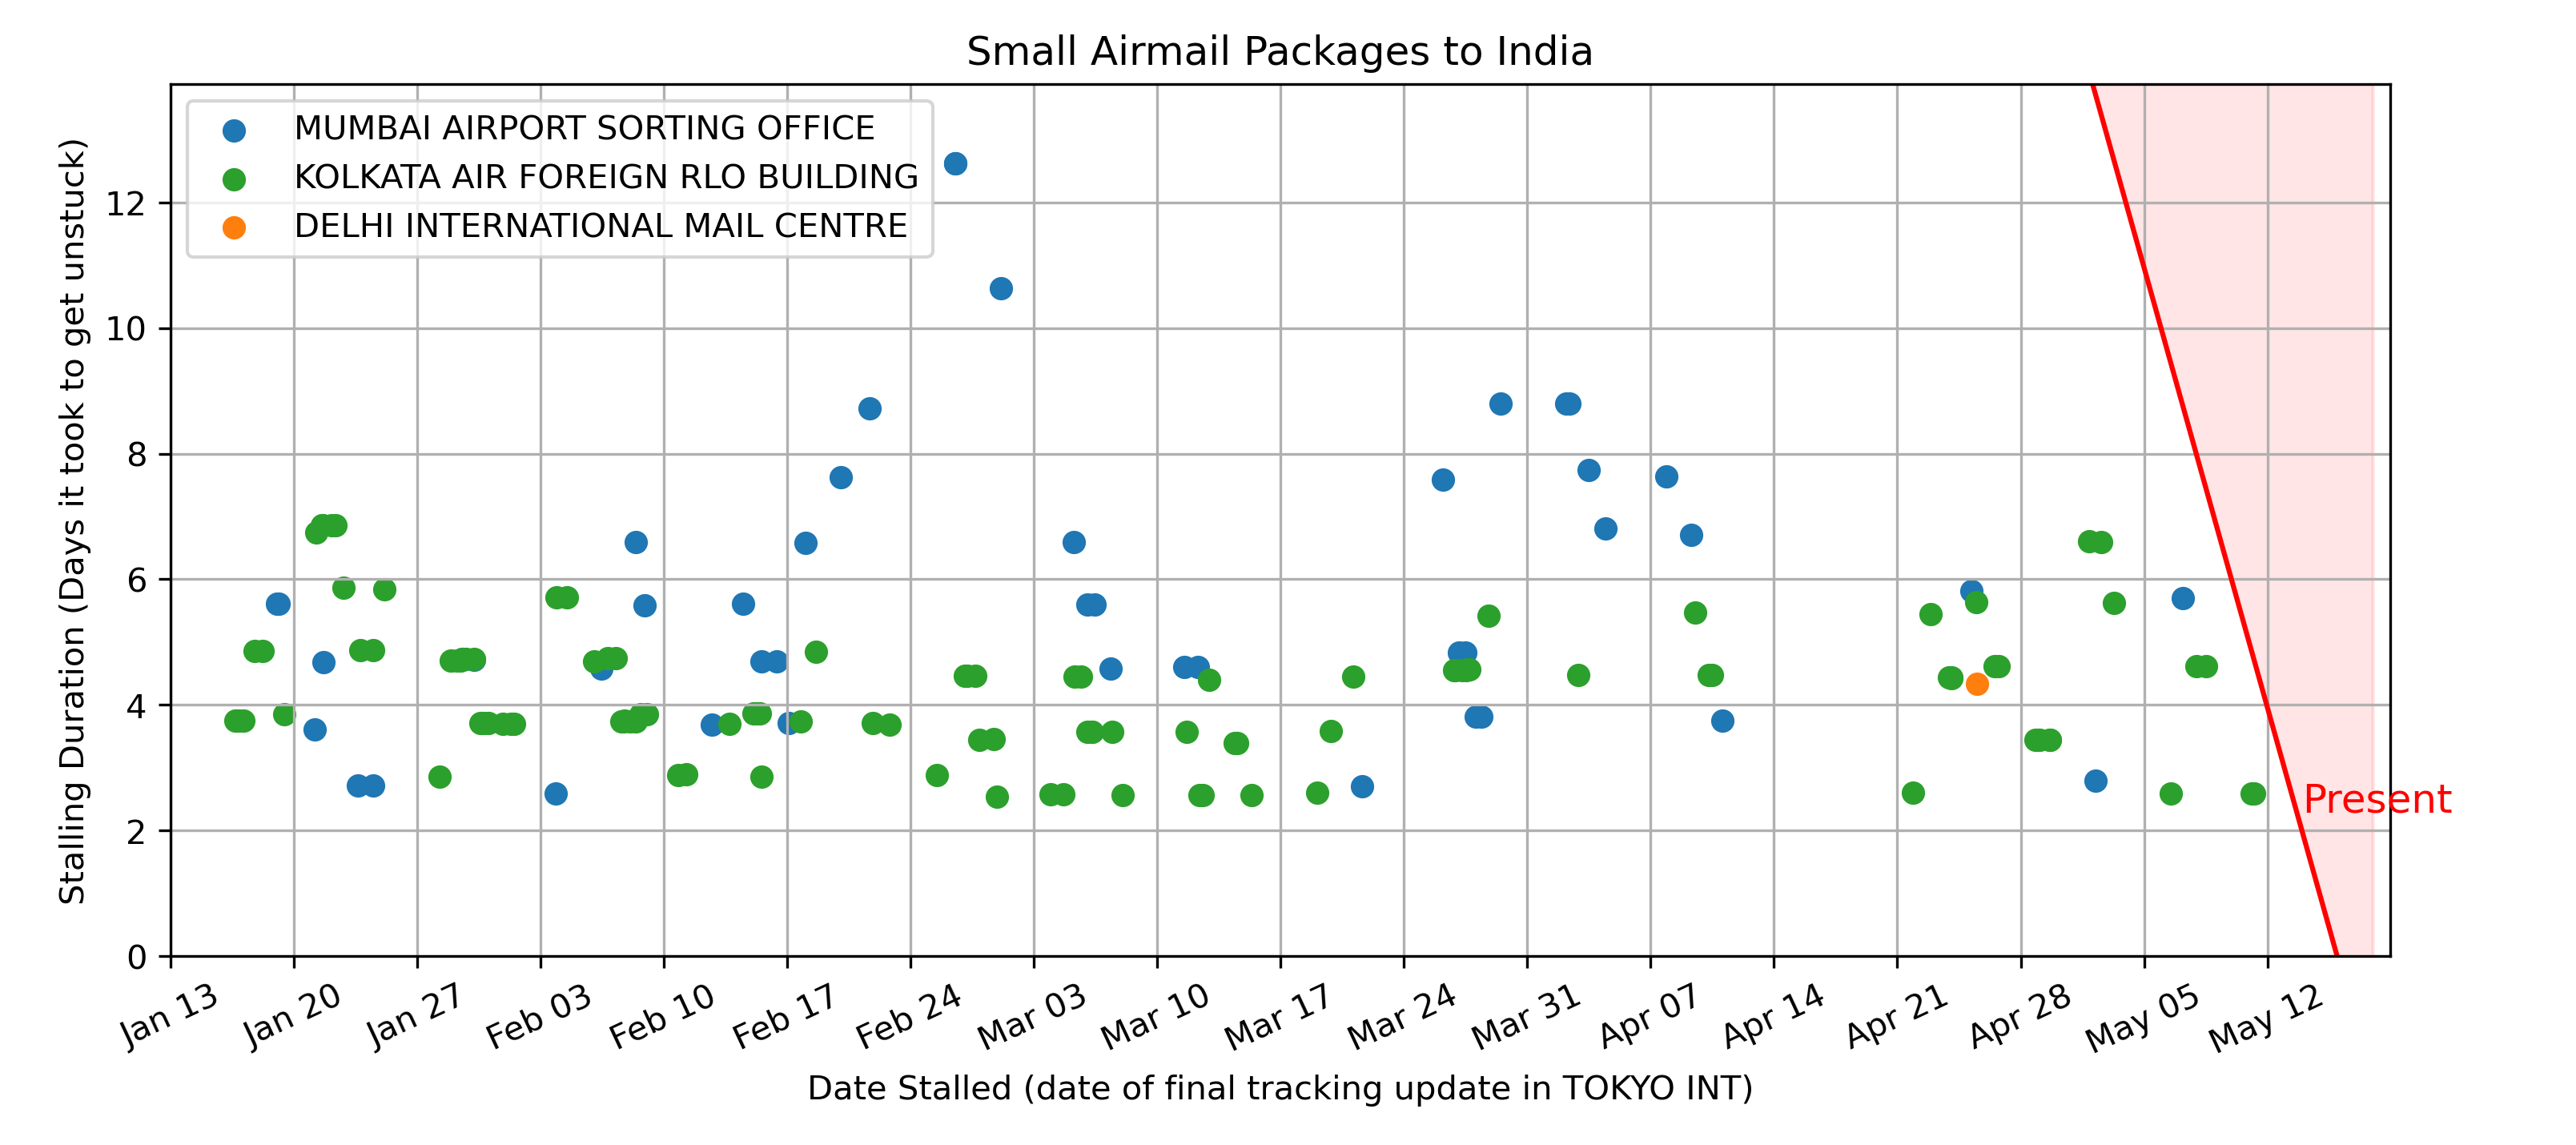 Small Airmail Packages to India
MUMBAI AIRPORT SORTING OFFICE
KOLKATA AIR FOREIGN RLO BUILDING
DELHI INTERNATIONAL MAIL CENTRE
Stalling Duration (Days it took to get unstuck)
12
10
8
6
4
2
0
Present
Jan 13 Jan 20 Jan 27 Feb 03 Feb 10 Feb 17 Feb 24 Mar 03 Mar 10 Mar 17 Mar 24 Mar 31 Apr 07 Apr 14 Apr 21 Apr 28 May 05 May 12
Date Stalled (date of final tracking update in TOKYO INT)